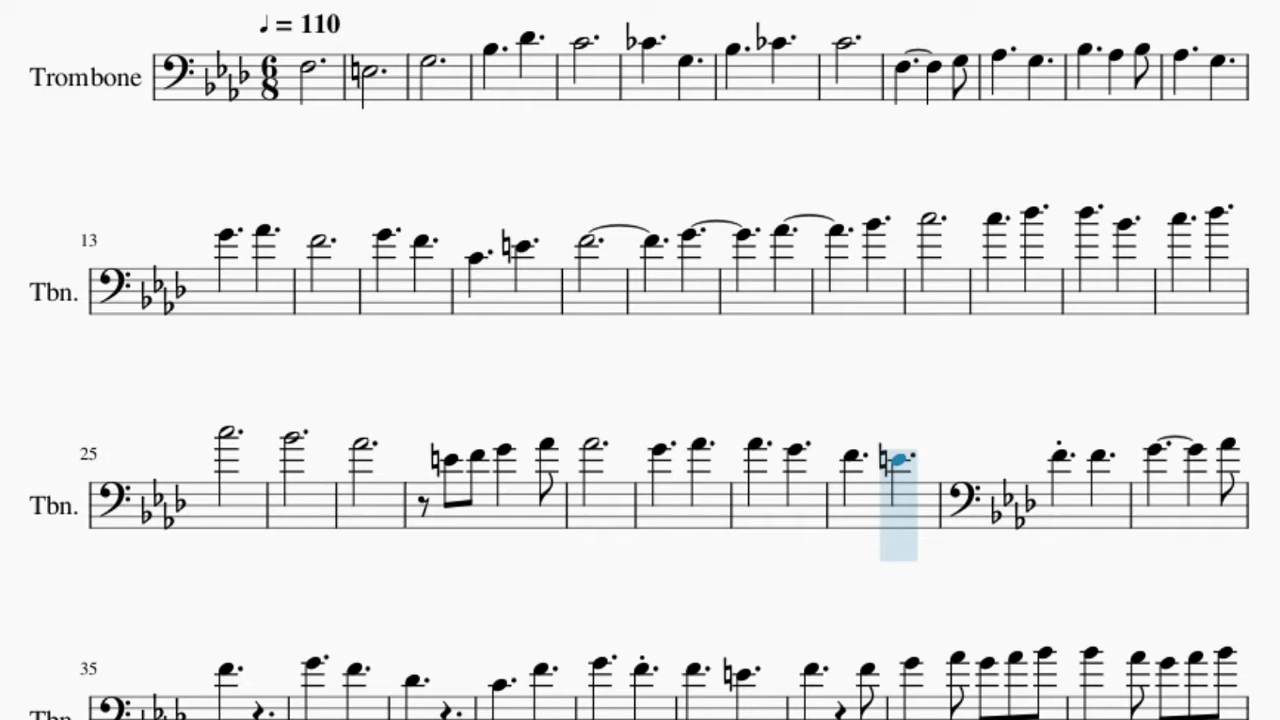 ♩ = 110
Trombone
6
8
13
Tbn.
25
Tbn.
35
Tbn.